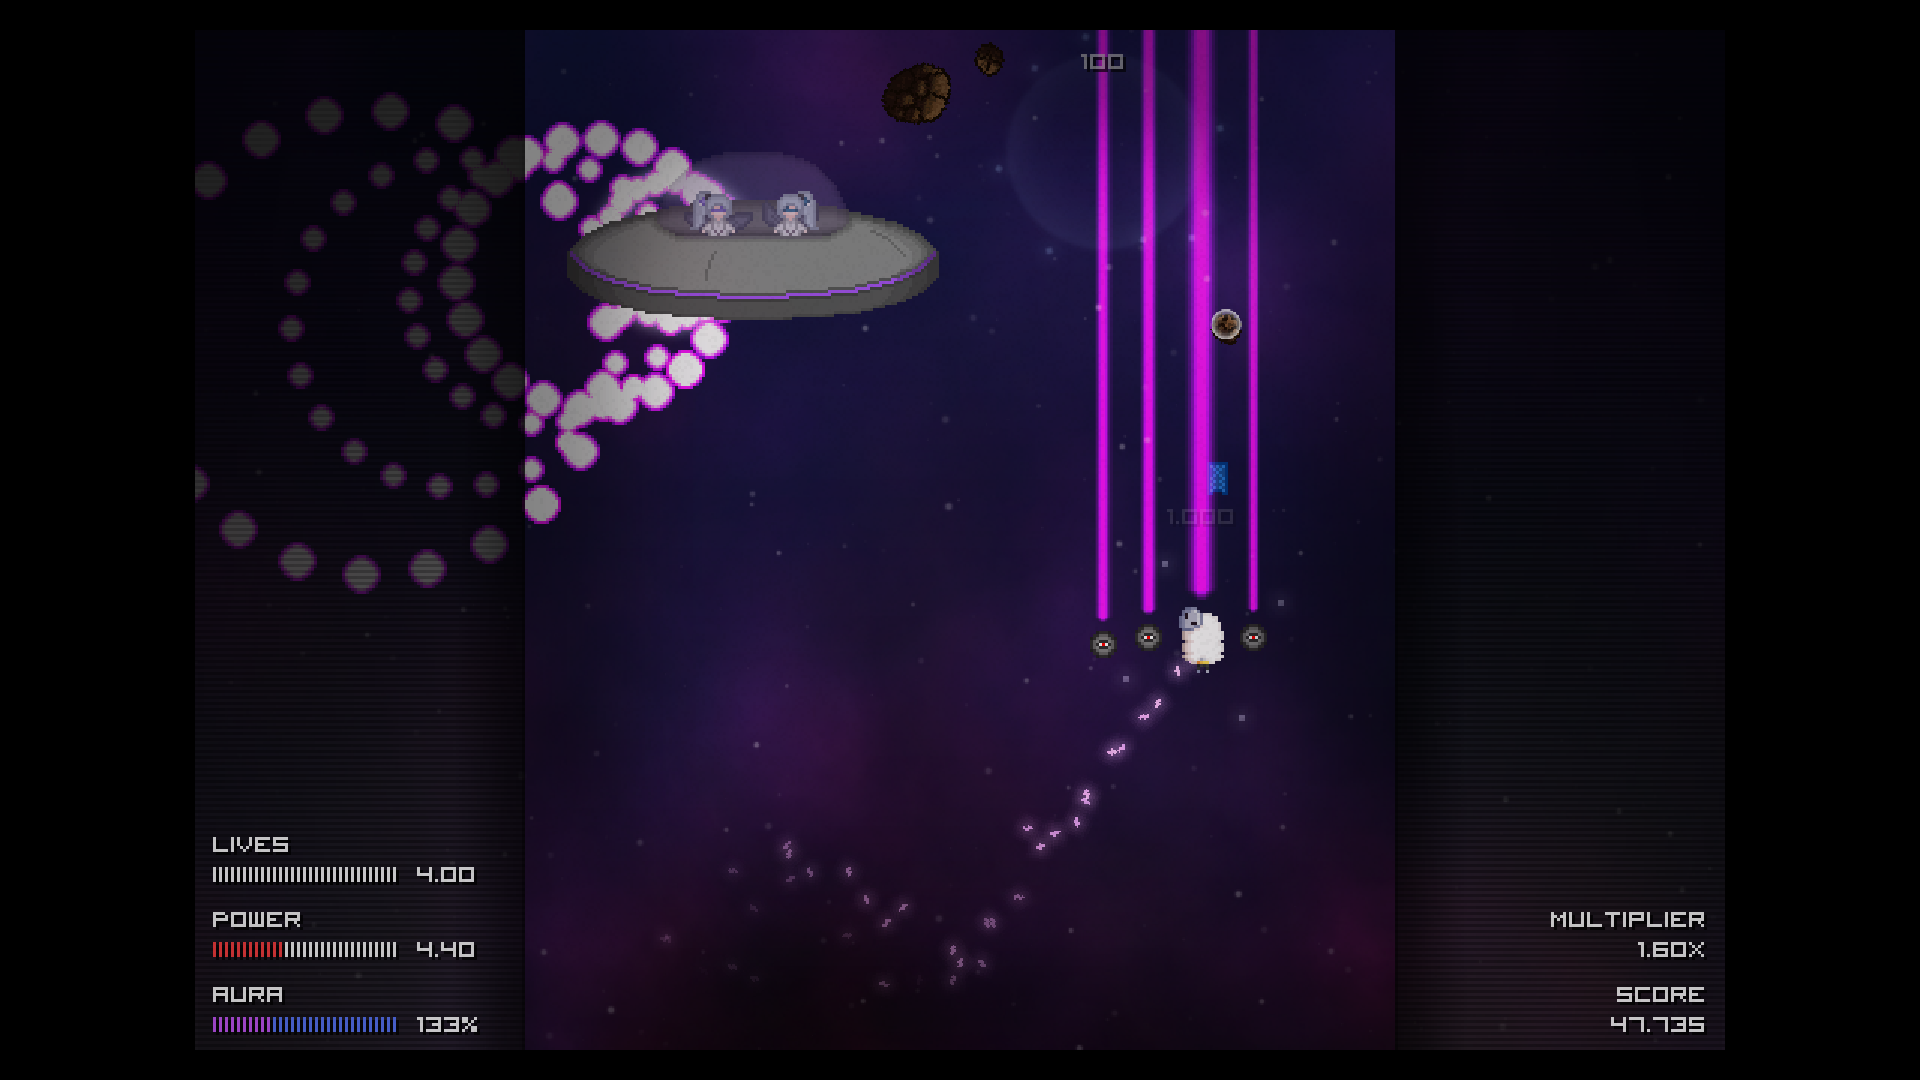 100
1.000
LIVES
4.00
POWER
4.40
AURA
133%
MULTIPLIER
1.60X
SCORE
47.735